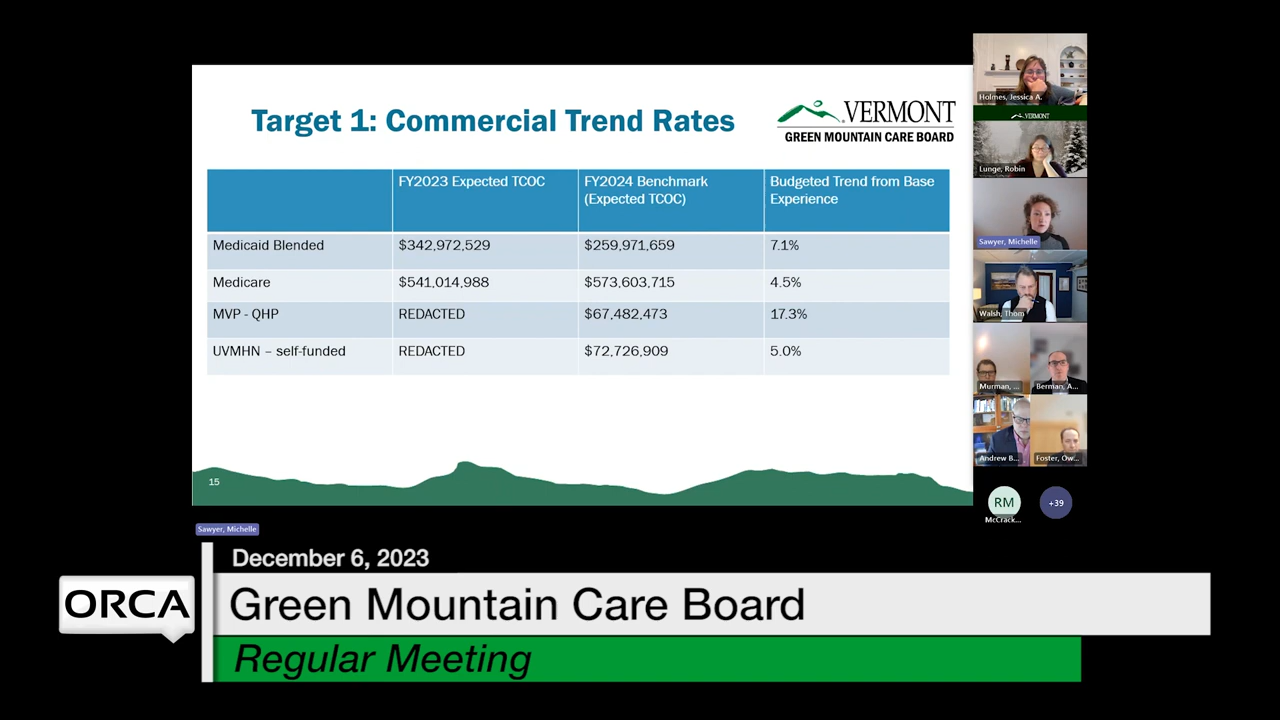 Target 1: Commercial Trend Rates
VERMONT
GREEN MOUNTAIN CARE BOARD
FY2023 Expected TCOC
FY2024 Benchmark (Expected TCOC)
Budgeted Trend from Base Experience
Medicaid Blended $342,972,529 $259,971,659 7.1%
Medicare $541,014,988 $573,603,715 4.5%
MVP - QHP REDACTED $67,482,473 17.3%
UVMHN – self-funded REDACTED $72,726,909 5.0%
15
Holmes, Jessica A.
VERMONT
Lunge, Robin
Sawyer, Michelle
Walsh, Thom
Murman, ...
Berman, A...
Andrew B...
Foster, Ow...
RM
+39
McCrack...
Sawyer, Michelle
December 6, 2023
ORCA
Green Mountain Care Board
Regular Meeting